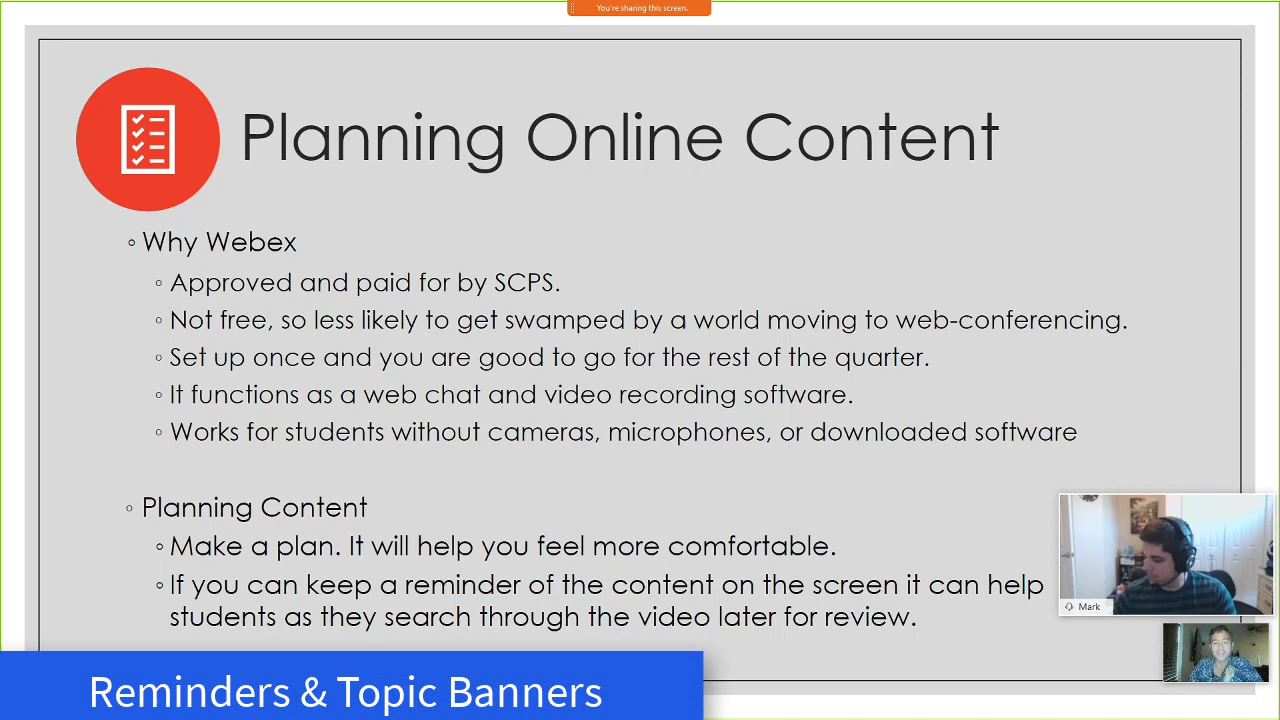 You're sharing this screen.
Planning Online Content
◦ Why Webex
◦ Approved and paid for by SCPS.
◦ Not free, so less likely to get swamped by a world moving to web-conferencing.
◦ Set up once and you are good to go for the rest of the quarter.
◦ It functions as a web chat and video recording software.
◦ Works for students without cameras, microphones, or downloaded software
◦ Planning Content
◦ Make a plan. It will help you feel more comfortable.
◦ If you can keep a reminder of the content on the screen it can help
students as they search through the video later for review.
Mark
Reminders & Topic Banners